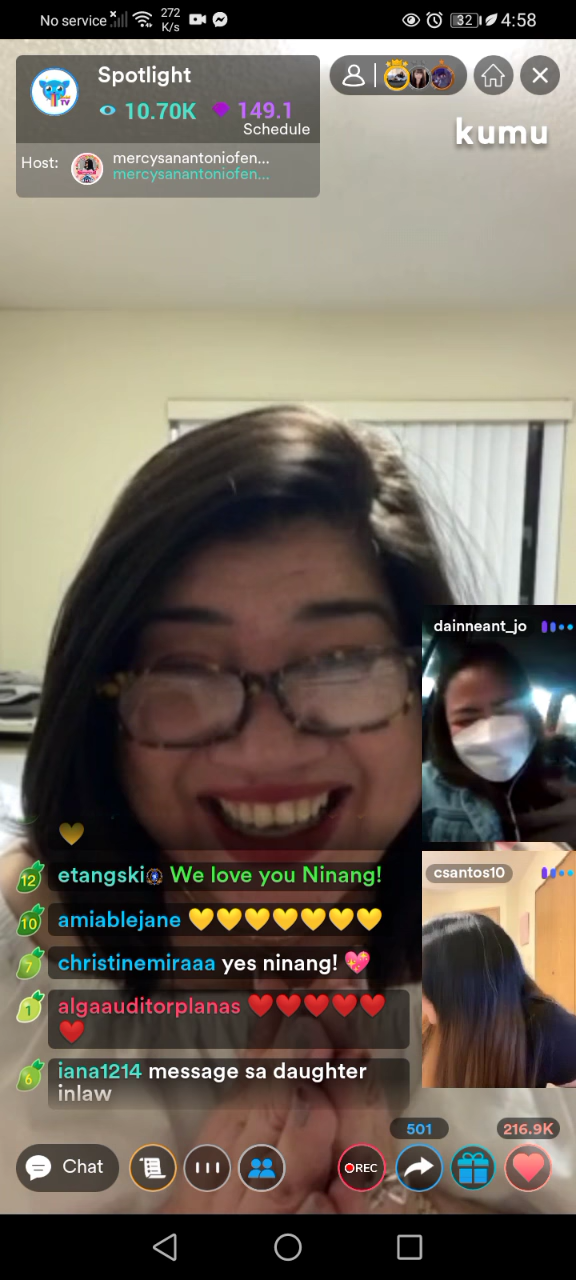 No service
272
K/s
32
4:58
Spotlight
10.70K 149.1
Schedule
Host:
mercysanantoniofen...
mercysanantoniofen...
kumu
TV
dainneant_jo
csantos10
12 etangski We love you Ninang!
10 amiablejane 💛💛💛💛💛💛💛
7 christinemiraaa yes ninang! 💖
1 algaauditorplanas ❤️❤️❤️❤️❤️
❤️
6 iana1214 message sa daughter
inlaw
501
216.9K
Chat
REC